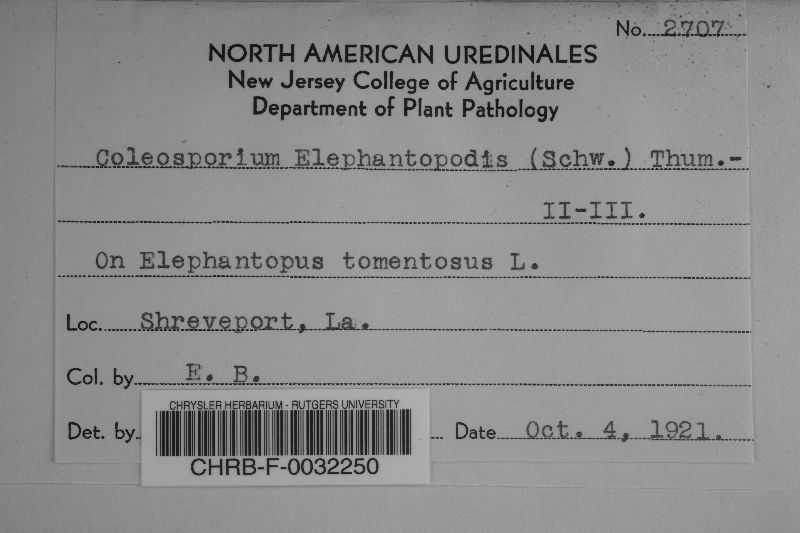 No. 2707
NORTH AMERICAN UREDINALES
New Jersey College of Agriculture
Department of Plant Pathology
Coleosporium Elephantopodis (Schw.) Thum.-
II-III.
On Elephantopus tomentosus L.
Loc. Shreveport, La.
Col. by E. B.
Det. by Date Oct. 4, 1921.
CHRYSLER HERBARIUM - RUTGERS UNIVERSITY
CHRB-F-0032250